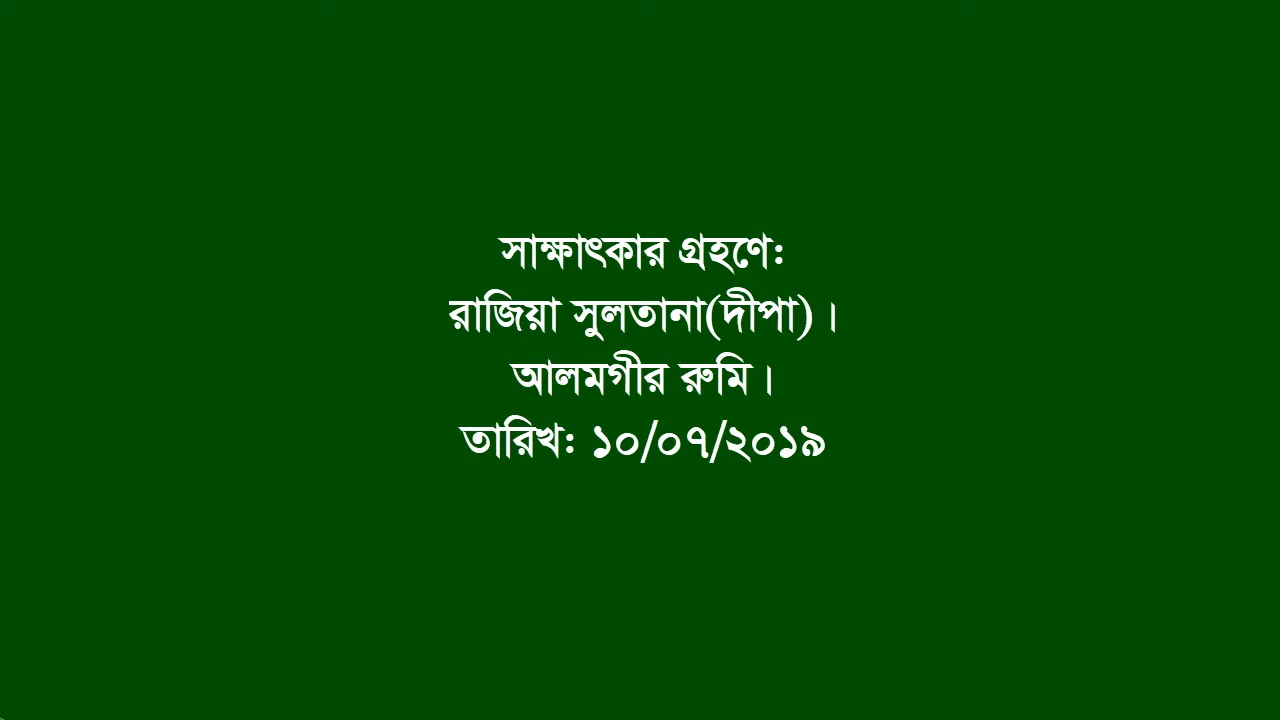 সাক্ষাৎকার গ্রহণে:
রাজিয়া সুলতানা(দীপা)।
আলমগীর রুমি।
তারিখ: ১০/০৭/২০১৯